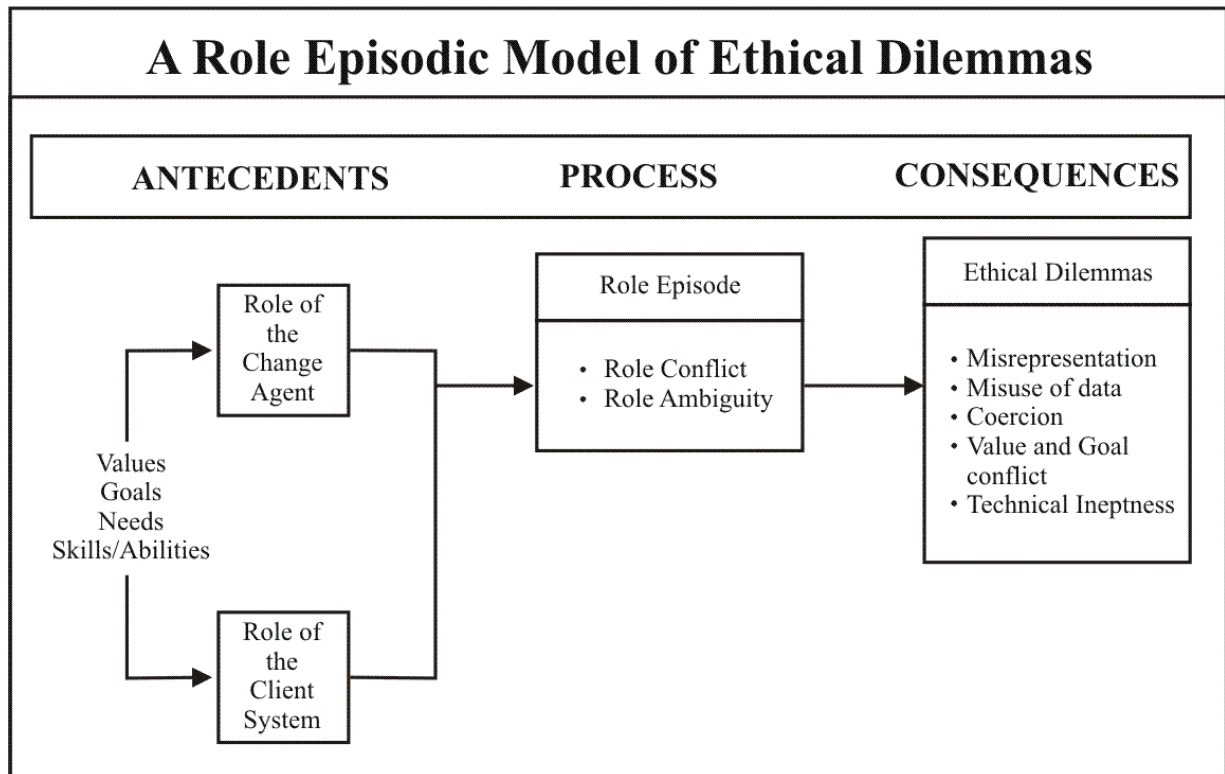 A Role Episodic Model of Ethical Dilemmas
ANTECEDENTS PROCESS CONSEQUENCES
Role of
the
Change
Agent
Values
Goals
Needs
Skills/Abilities
Role of
the
Client
System
Role Episode
• Role Conflict
• Role Ambiguity
Ethical Dilemmas
• Misrepresentation
• Misuse of data
• Coercion
• Value and Goal
conflict
• Technical Ineptness